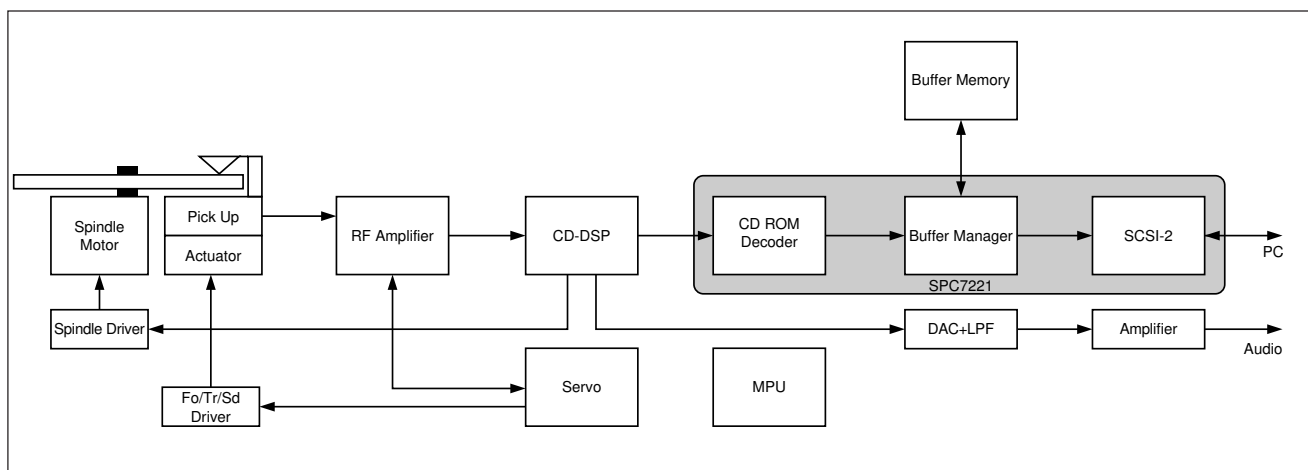 Buffer Memory
Spindle
Motor
Pick Up
Actuator
RF Amplifier
CD-DSP
CD ROM
Decoder
Buffer Manager
SCSI-2
PC
SPC7221
Spindle Driver
DAC+LPF
Amplifier
Audio
Fo/Tr/Sd
Driver
Servo
MPU